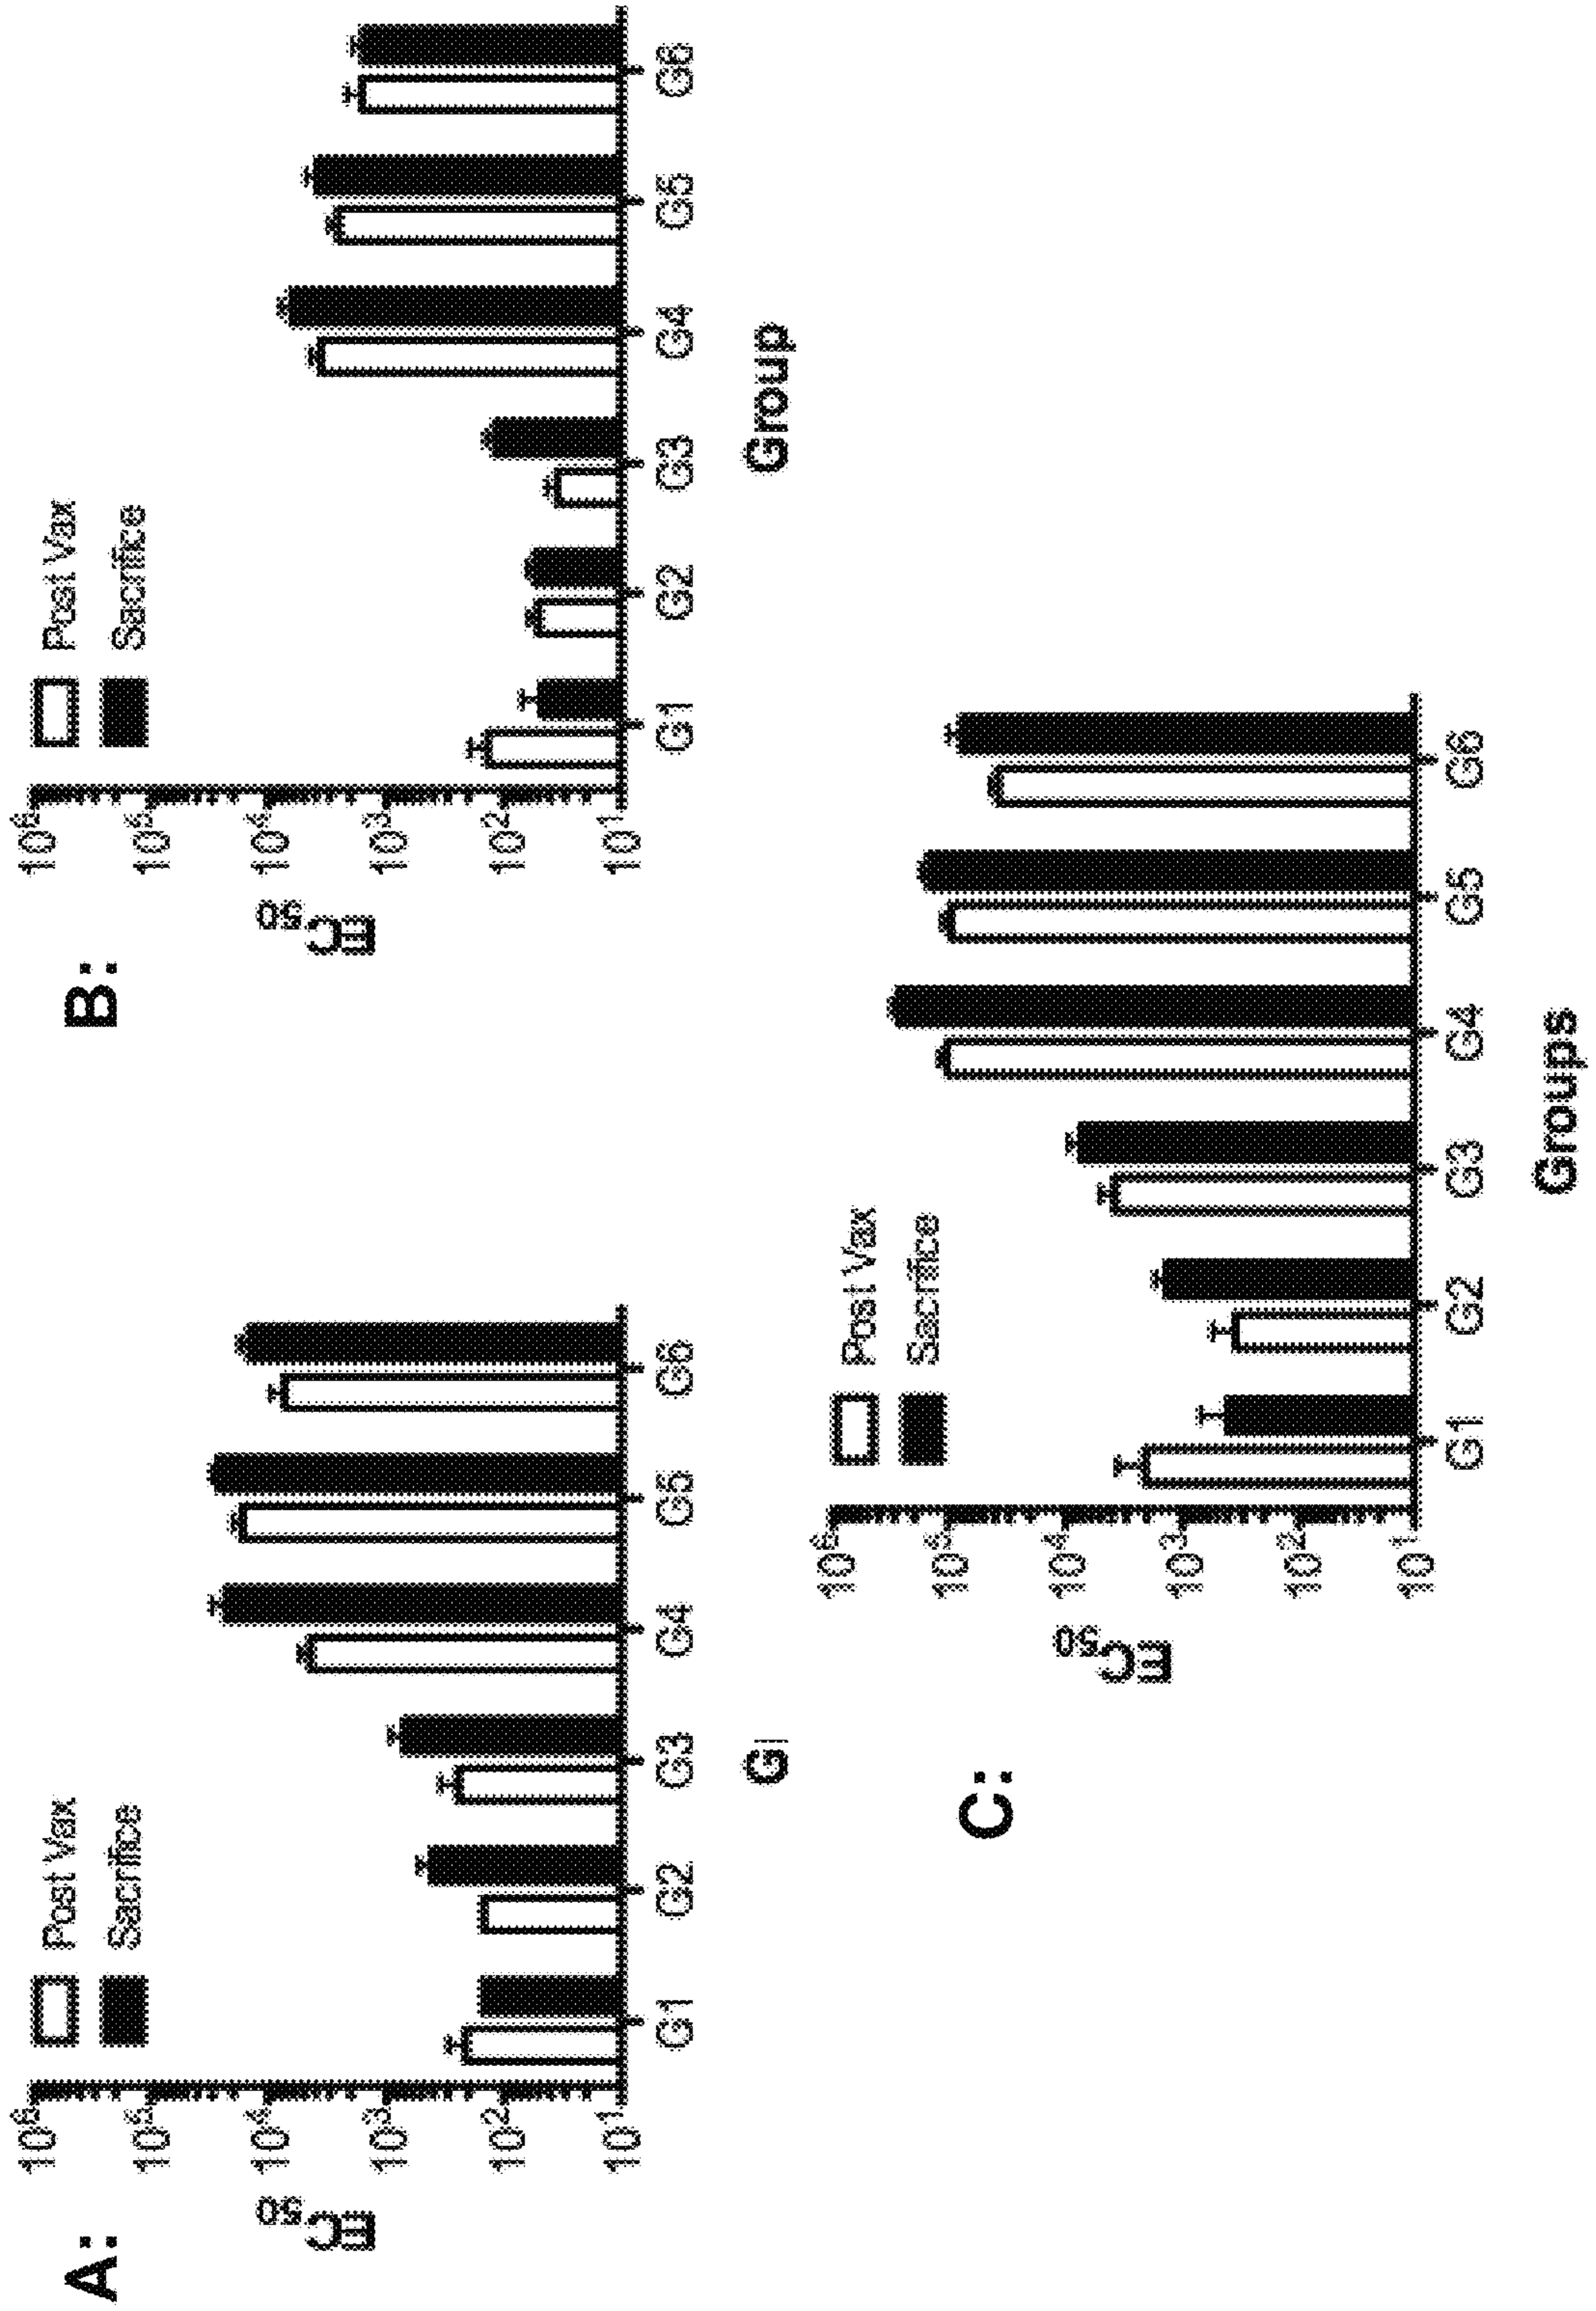 A:
Post Vax
Sacrifice
EC50
10^6
10^5
10^4
10^3
10^2
10^1
G1 G2 G3 G4 G5 G6
G
B:
Post Vax
Sacrifice
EC50
10^6
10^5
10^4
10^3
10^2
10^1
G1 G2 G3 G4 G5 G6
Group
C:
Post Vax
Sacrifice
EC50
10^6
10^5
10^4
10^3
10^2
10^1
G1 G2 G3 G4 G5 G6
Groups